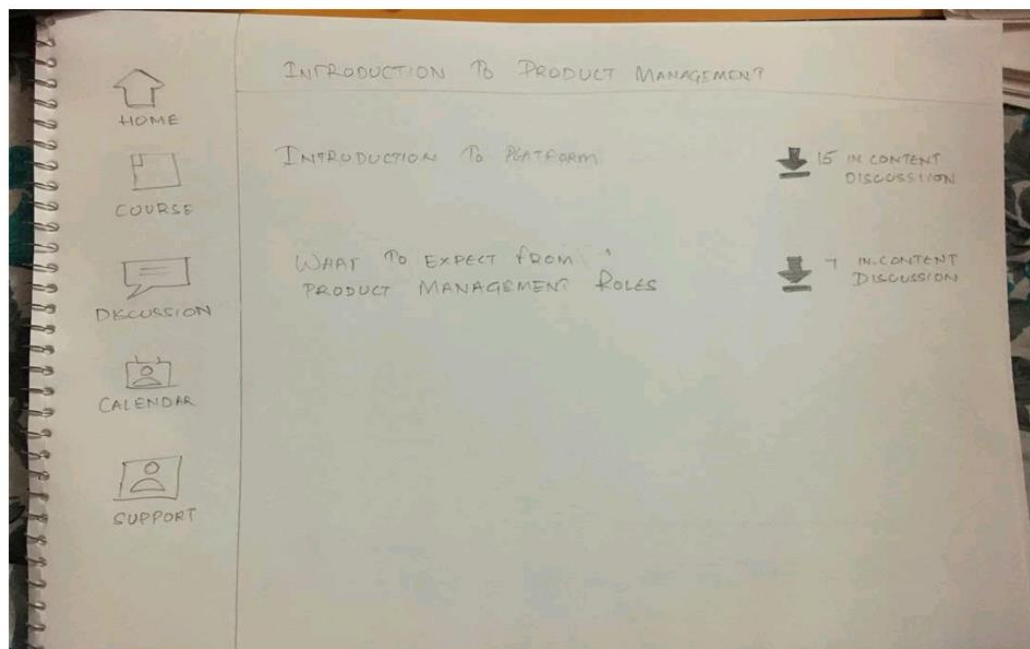 INTRODUCTION TO PRODUCT MANAGEMENT
HOME
INTRODUCTION TO PLATFORM
15 IN CONTENT
DISCUSSIION
COURSE
WHAT TO EXPECT FROM
PRODUCT MANAGEMENT ROLES
7 IN-CONTENT
DISCUSSION
DISCUSSION
CALENDAR
SUPPORT